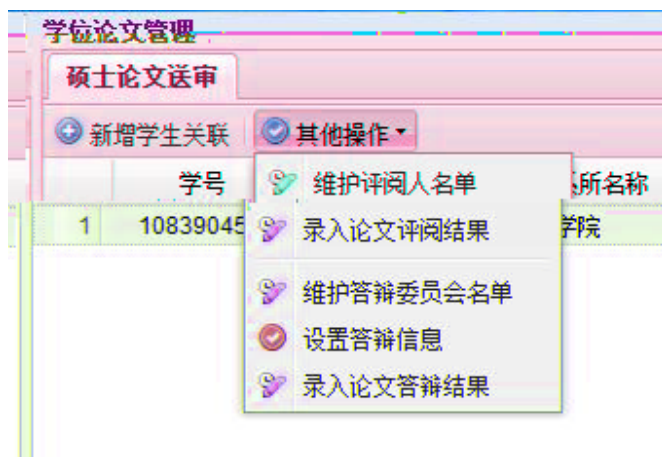 学位论文管理
硕士论文送审
新增学生关联 其他操作
学号 所名称
维护评阅人名单
1 10839045 学院
录入论文评阅结果
维护答辩委员会名单
设置答辩信息
录入论文答辩结果